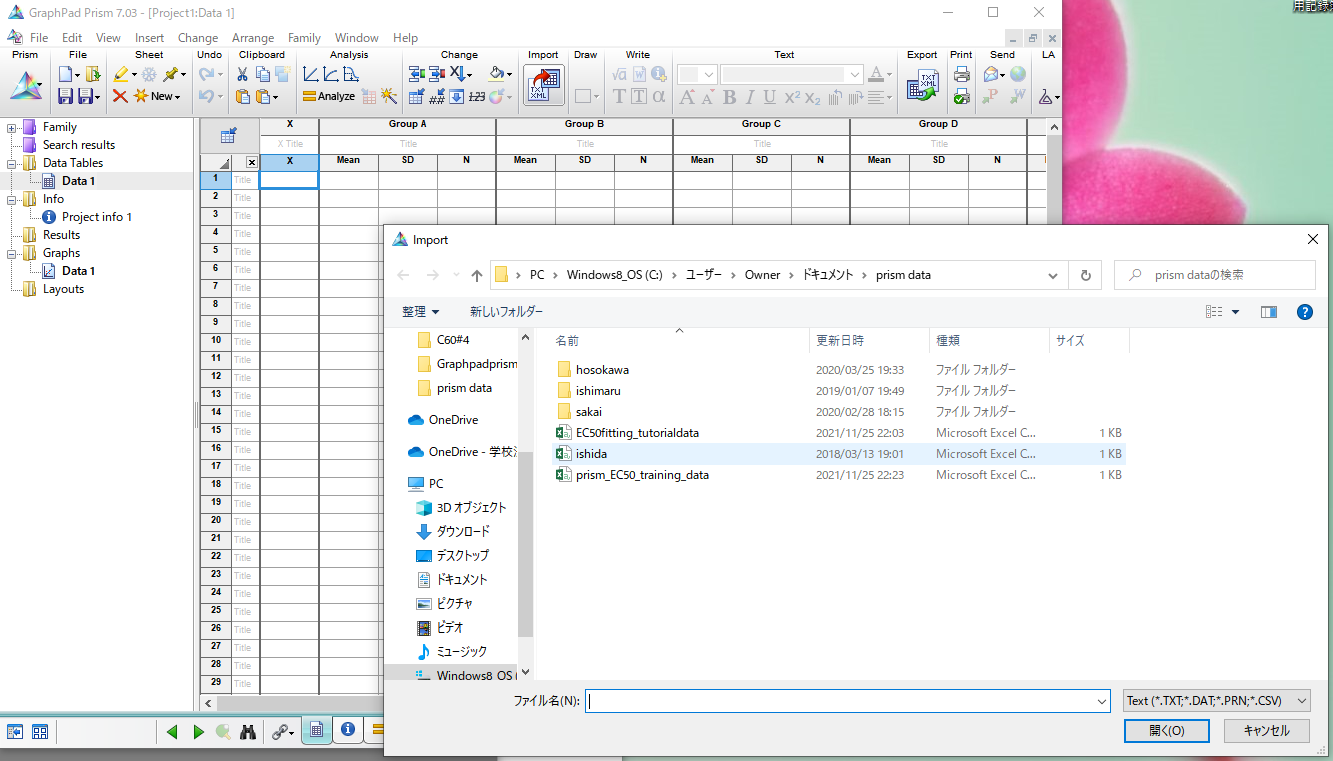 GraphPad Prism 7.03 - [Project1:Data 1]
File Edit View Insert Change Arrange Family Window Help
Prism File Sheet Undo Clipboard Analysis Change Import Draw Write Text Export Print Send LA
New
Analyze
Family
Search results
Data Tables
Data 1
Info
Project info 1
Results
Graphs
Data 1
Layouts
X Group A Group B Group C Group D
X Title Title Title Title Title
X Mean SD N Mean SD N Mean SD N Mean SD N
1 Title
2 Title
3 Title
4 Title
5 Title
6 Title
7 Title
8 Title
9 Title
10 Title
11 Title
12 Title
13 Title
14 Title
15 Title
16 Title
17 Title
18 Title
19 Title
20 Title
21 Title
22 Title
23 Title
24 Title
25 Title
26 Title
27 Title
28 Title
29 Title
Import
PC › Windows8_OS (C:) › ユーザー › Owner › ドキュメント › prism data
prism dataの検索
整理 新しいフォルダー
C60#4
Graphpadprism
prism data
OneDrive
OneDrive - 学校
PC
3D オブジェクト
ダウンロード
デスクトップ
ドキュメント
ピクチャ
ビデオ
ミュージック
Windows8_OS (
名前 更新日時 種類 サイズ
hosokawa 2020/03/25 19:33 ファイル フォルダー
ishimaru 2019/01/07 19:49 ファイル フォルダー
sakai 2020/02/28 18:15 ファイル フォルダー
EC50fitting_tutorialdata 2021/11/25 22:03 Microsoft Excel C... 1 KB
ishida 2018/03/13 19:01 Microsoft Excel C... 1 KB
prism_EC50_training_data 2021/11/25 22:23 Microsoft Excel C... 1 KB
ファイル名(N):
Text (*.TXT;*.DAT;*.PRN;*.CSV)
開く(O) キャンセル
用記録